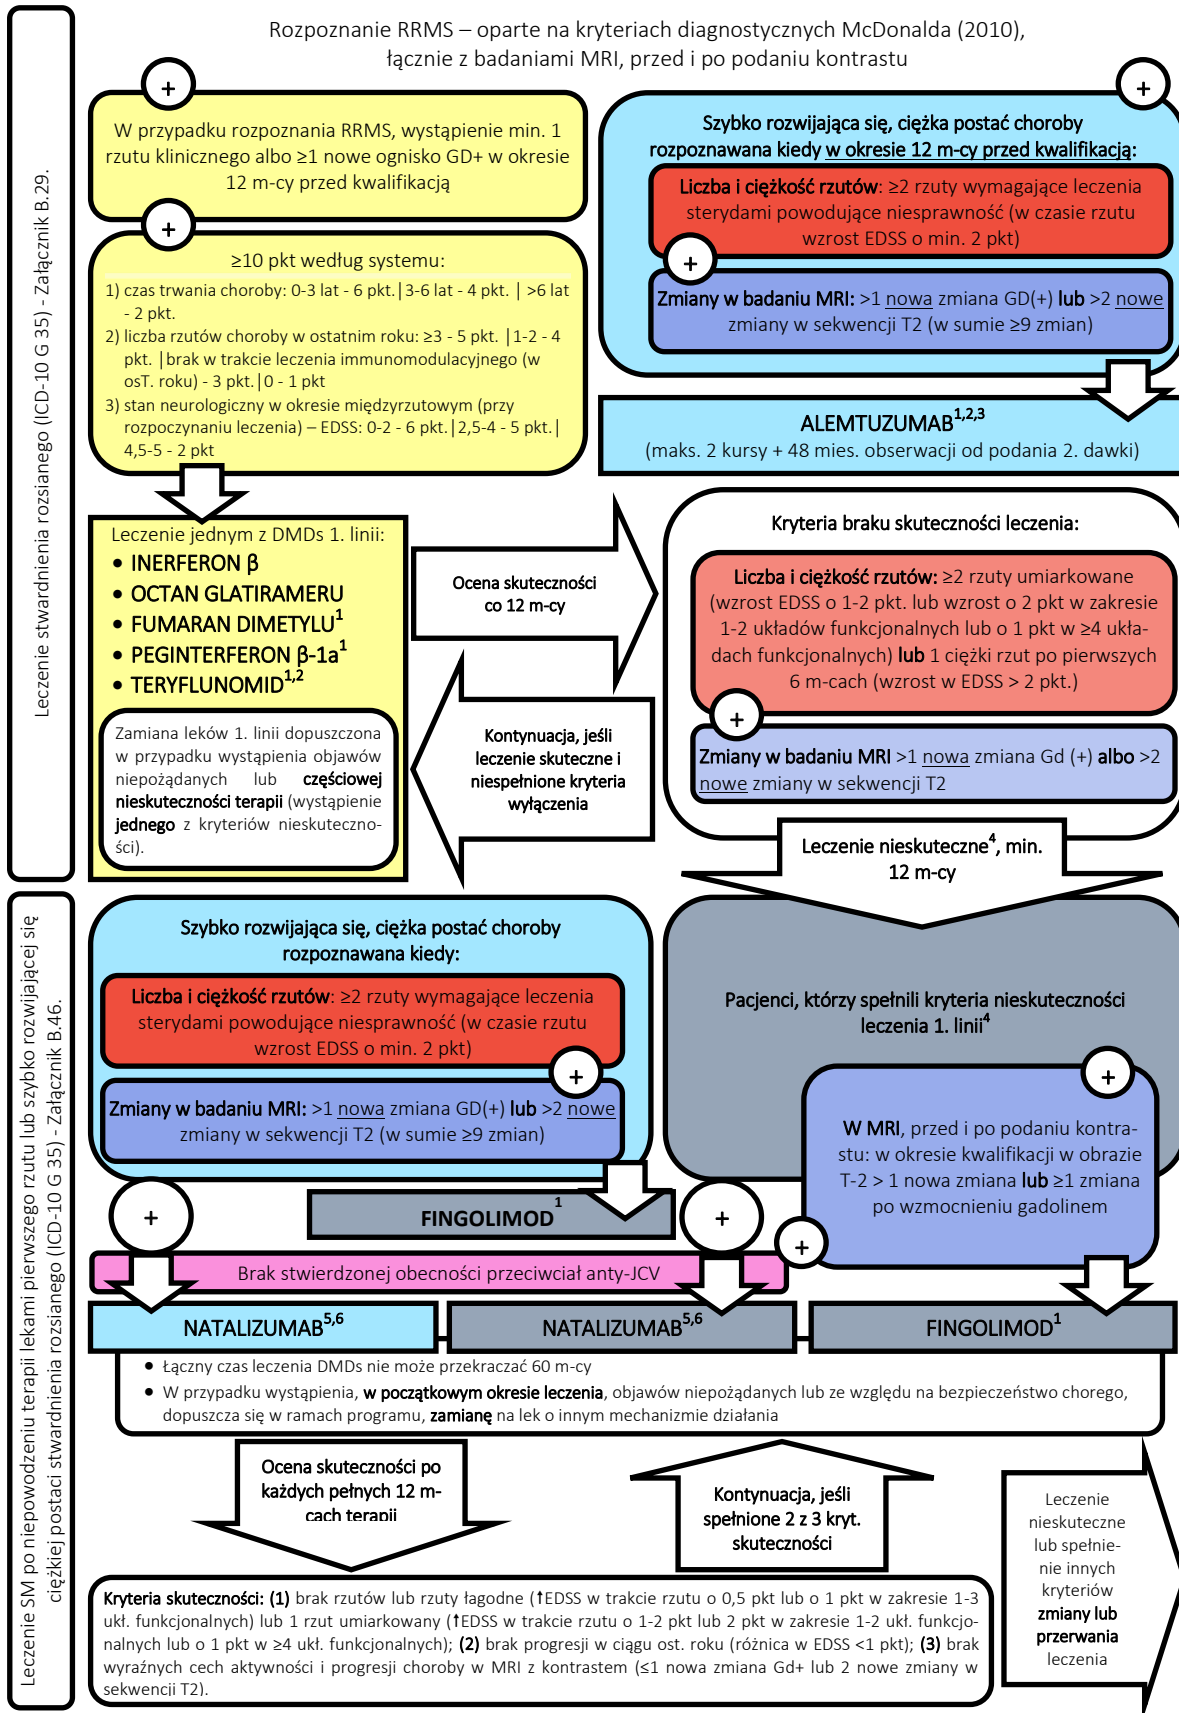 Rozpoznanie RRMS – oparte na kryteriach diagnostycznych McDonalda (2010),
łącznie z badaniami MRI, przed i po podaniu kontrastu
Leczenie stwardnienia rozsianego (ICD-10 G 35) - Załącznik B.29.
+
W przypadku rozpoznania RRMS, wystąpienie min. 1
rzutu klinicznego albo ≥1 nowe ognisko GD+ w okresie
12 m-cy przed kwalifikacją
+
≥10 pkt według systemu:
1) czas trwania choroby: 0-3 lat - 6 pkt.|3-6 lat - 4 pkt. | >6 lat
- 2 pkt.
2) liczba rzutów choroby w ostatnim roku: ≥3 - 5 pkt. |1-2 - 4
pkt. |brak w trakcie leczenia immunomodulacyjnego (w
osT. roku) - 3 pkt.|0 - 1 pkt
3) stan neurologiczny w okresie międzyrzutowym (przy
rozpoczynaniu leczenia) – EDSS: 0-2 - 6 pkt.|2,5-4 - 5 pkt.|
4,5-5 - 2 pkt
+
Szybko rozwijająca się, ciężka postać choroby
rozpoznawana kiedy w okresie 12 m-cy przed kwalifikacją:
Liczba i ciężkość rzutów: ≥2 rzuty wymagające leczenia
sterydami powodujące niesprawność (w czasie rzutu
wzrost EDSS o min. 2 pkt)
+
Zmiany w badaniu MRI: >1 nowa zmiana GD(+) lub >2 nowe
zmiany w sekwencji T2 (w sumie ≥9 zmian)
ALEMTUZUMAB1,2,3
(maks. 2 kursy + 48 mies. obserwacji od podania 2. dawki)
Leczenie jednym z DMDs 1. linii:
• INERFERON β
• OCTAN GLATIRAMERU
• FUMARAN DIMETYLU1
• PEGINTERFERON β-1a1
• TERYFLUNOMID1,2
Zamiana leków 1. linii dopuszczona
w przypadku wystąpienia objawów
niepożądanych lub częściowej
nieskuteczności terapii (wystąpienie
jednego z kryteriów nieskuteczno-
ści).
Ocena skuteczności
co 12 m-cy
Kontynuacja, jeśli
leczenie skuteczne i
niespełnione kryteria
wyłączenia
Kryteria braku skuteczności leczenia:
Liczba i ciężkość rzutów: ≥2 rzuty umiarkowane
(wzrost EDSS o 1-2 pkt. lub wzrost o 2 pkt w zakresie
1-2 układów funkcjonalnych lub o 1 pkt w ≥4 ukła-
dach funkcjonalnych) lub 1 ciężki rzut po pierwszych
6 m-cach (wzrost w EDSS > 2 pkt.)
+
Zmiany w badaniu MRI >1 nowa zmiana Gd (+) albo >2
nowe zmiany w sekwencji T2
Leczenie nieskuteczne4, min.
12 m-cy
Leczenie SM po niepowodzeniu terapii lekami pierwszego rzutu lub szybko rozwijającej się
ciężkiej postaci stwardnienia rozsianego (ICD-10 G 35) - Załącznik B.46.
Szybko rozwijająca się, ciężka postać choroby
rozpoznawana kiedy:
Liczba i ciężkość rzutów: ≥2 rzuty wymagające leczenia
sterydami powodujące niesprawność (w czasie rzutu
wzrost EDSS o min. 2 pkt)
+
Zmiany w badaniu MRI: >1 nowa zmiana GD(+) lub >2 nowe
zmiany w sekwencji T2 (w sumie ≥9 zmian)
Pacjenci, którzy spełnili kryteria nieskuteczności
leczenia 1. linii4
+
W MRI, przed i po podaniu kontra-
stu: w okresie kwalifikacji w obrazie
T-2 > 1 nowa zmiana lub ≥1 zmiana
po wzmocnieniu gadolinem
+
FINGOLIMOD1
+
+
Brak stwierdzonej obecności przeciwciał anty-JCV
NATALIZUMAB5,6
NATALIZUMAB5,6
FINGOLIMOD1
• Łączny czas leczenia DMDs nie może przekraczać 60 m-cy
• W przypadku wystąpienia, w początkowym okresie leczenia, objawów niepożądanych lub ze względu na bezpieczeństwo chorego,
dopuszcza się w ramach programu, zamianę na lek o innym mechanizmie działania
Ocena skuteczności po
każdych pełnych 12 m-
cach terapii
Kontynuacja, jeśli
spełnione 2 z 3 kryt.
skuteczności
Leczenie
nieskuteczne
lub spełnie-
nie innych
kryteriów
zmiany lub
przerwania
leczenia
Kryteria skuteczności: (1) brak rzutów lub rzuty łagodne (↑EDSS w trakcie rzutu o 0,5 pkt lub o 1 pkt w zakresie 1-3
ukł. funkcjonalnych) lub 1 rzut umiarkowany (↑EDSS w trakcie rzutu o 1-2 pkt lub 2 pkt w zakresie 1-2 ukł. funkcjo-
nalnych lub o 1 pkt w ≥4 ukł. funkcjonalnych); (2) brak progresji w ciągu ost. roku (różnica w EDSS <1 pkt); (3) brak
wyraźnych cech aktywności i progresji choroby w MRI z kontrastem (≤1 nowa zmiana Gd+ lub 2 nowe zmiany w
sekwencji T2).